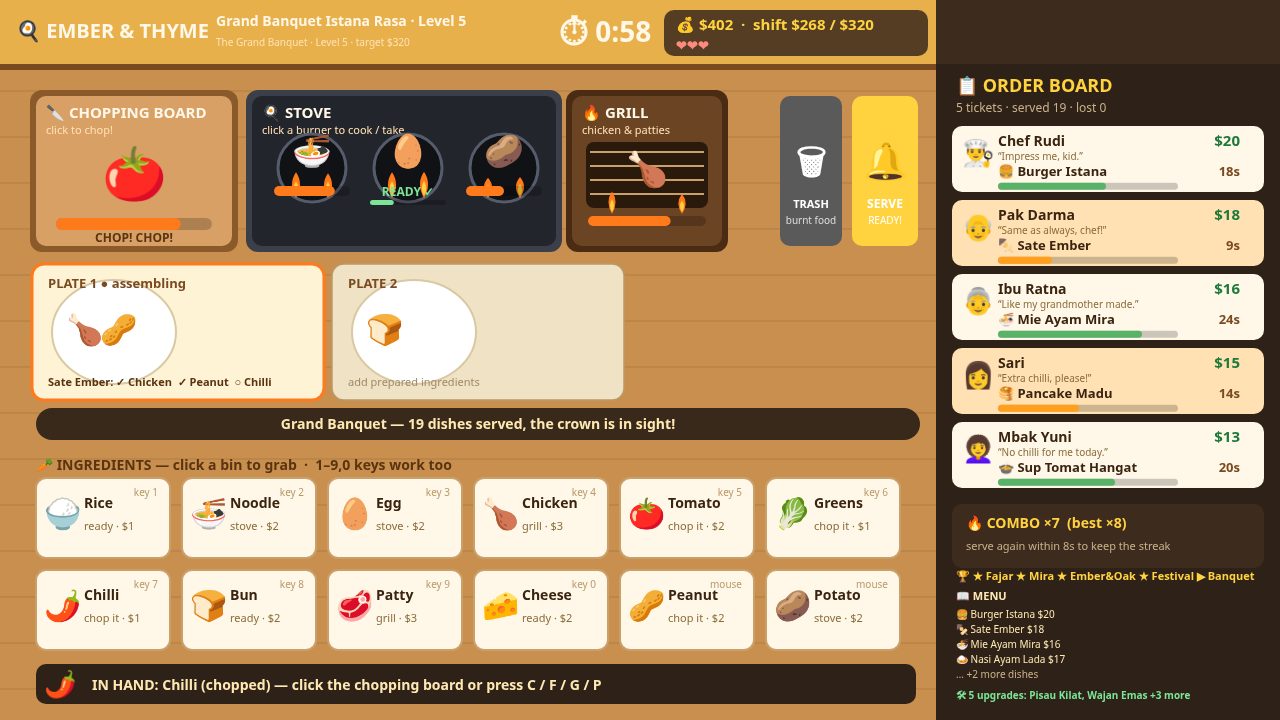 EMBER & THYME
Grand Banquet Istana Rasa · Level 5
The Grand Banquet · Level 5 · target $320
0:58
$402 · shift $268 / $320
CHOPPING BOARD
click to chop!
CHOP! CHOP!
STOVE
click a burner to cook / take
READY ✓
GRILL
chicken & patties
TRASH
burnt food
SERVE
READY!
PLATE 1 • assembling
Sate Ember: ✓ Chicken ✓ Peanut ○ Chilli
PLATE 2
add prepared ingredients
Grand Banquet — 19 dishes served, the crown is in sight!
INGREDIENTS — click a bin to grab · 1–9,0 keys work too
key 1
Rice
ready · $1
key 2
Noodle
stove · $2
key 3
Egg
stove · $2
key 4
Chicken
grill · $3
key 5
Tomato
chop it · $2
key 6
Greens
chop it · $1
key 7
Chilli
chop it · $1
key 8
Bun
ready · $2
key 9
Patty
grill · $3
key 0
Cheese
ready · $2
mouse
Peanut
chop it · $2
mouse
Potato
stove · $2
IN HAND: Chilli (chopped) — click the chopping board or press C / F / G / P
ORDER BOARD
5 tickets · served 19 · lost 0
Chef Rudi $20
“Impress me, kid.”
Burger Istana 18s
Pak Darma $18
“Same as always, chef!”
Sate Ember 9s
Ibu Ratna $16
“Like my grandmother made.”
Mie Ayam Mira 24s
Sari $15
“Extra chilli, please!”
Pancake Madu 14s
Mbak Yuni $13
“No chilli for me today.”
Sup Tomat Hangat 20s
COMBO ×7 (best ×8)
serve again within 8s to keep the streak
★ Fajar ★ Mira ★ Ember&Oak ★ Festival ▶ Banquet
MENU
Burger Istana $20
Sate Ember $18
Mie Ayam Mira $16
Nasi Ayam Lada $17
... +2 more dishes
5 upgrades: Pisau Kilat, Wajan Emas +3 more